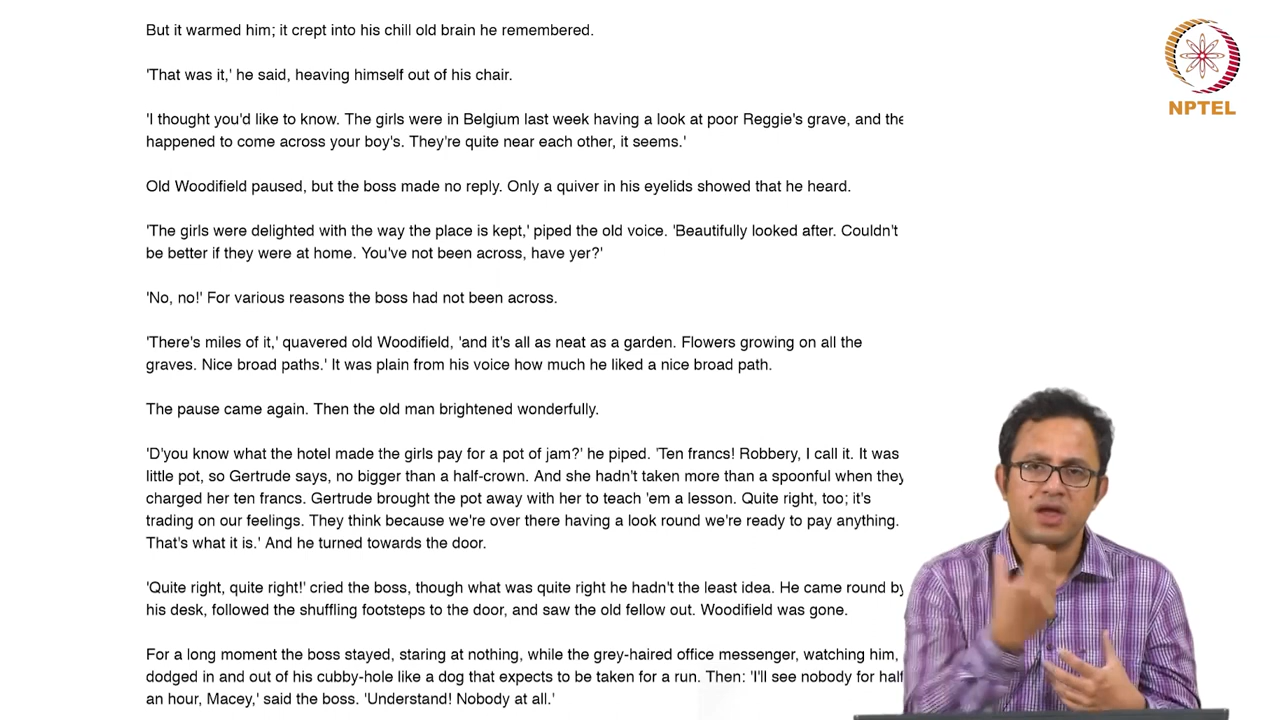 But it warmed him; it crept into his chill old brain he remembered.
'That was it,' he said, heaving himself out of his chair.
'I thought you'd like to know. The girls were in Belgium last week having a look at poor Reggie's grave, and the
happened to come across your boy's. They're quite near each other, it seems.'
Old Woodifield paused, but the boss made no reply. Only a quiver in his eyelids showed that he heard.
'The girls were delighted with the way the place is kept,' piped the old voice. 'Beautifully looked after. Couldn't
be better if they were at home. You've not been across, have yer?'
'No, no!' For various reasons the boss had not been across.
'There's miles of it,' quavered old Woodifield, 'and it's all as neat as a garden. Flowers growing on all the
graves. Nice broad paths.' It was plain from his voice how much he liked a nice broad path.
The pause came again. Then the old man brightened wonderfully.
'D'you know what the hotel made the girls pay for a pot of jam?' he piped. 'Ten francs! Robbery, I call it. It was
little pot, so Gertrude says, no bigger than a half-crown. And she hadn't taken more than a spoonful when they
charged her ten francs. Gertrude brought the pot away with her to teach 'em a lesson. Quite right, too; it's
trading on our feelings. They think because we're over there having a look round we're ready to pay anything.
That's what it is.' And he turned towards the door.
'Quite right, quite right!' cried the boss, though what was quite right he hadn't the least idea. He came round by
his desk, followed the shuffling footsteps to the door, and saw the old fellow out. Woodifield was gone.
For a long moment the boss stayed, staring at nothing, while the grey-haired office messenger, watching him,
dodged in and out of his cubby-hole like a dog that expects to be taken for a run. Then: 'I'll see nobody for half
an hour, Macey,' said the boss. 'Understand! Nobody at all.'
NPTEL